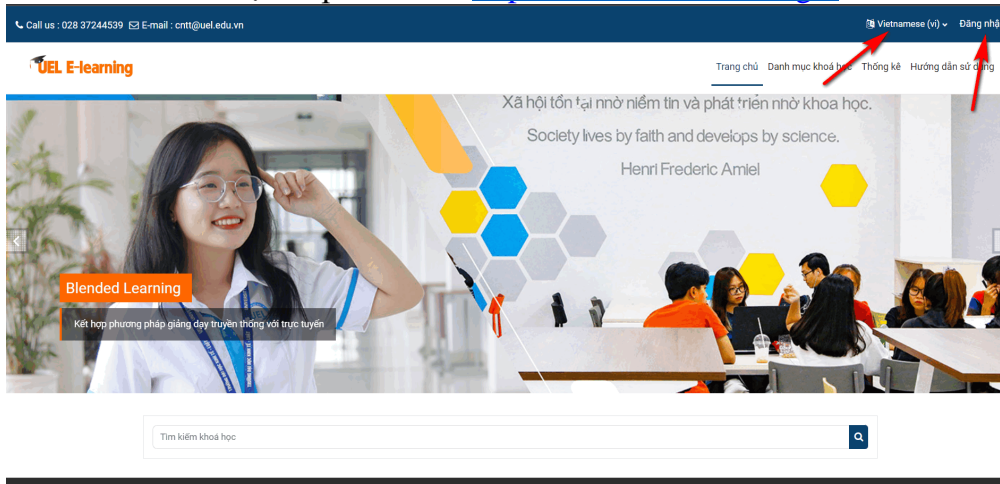 Call us : 028 37244539 E-mail : cntt@uel.edu.vn
Vietnamese (vi) Đăng
UEL E-learning
Trang chủ Danh mục khoá học Thống kê Hướng dẫn sử dụng
Xã hội tồn tại nhờ niềm tin và phát triển nhờ khoa học.
Society lives by faith and develops by science.
Henri Frederic Amiel
Blended Learning
Kết hợp phương pháp giảng dạy truyền thống với trực tuyến
Tìm kiếm khoá học